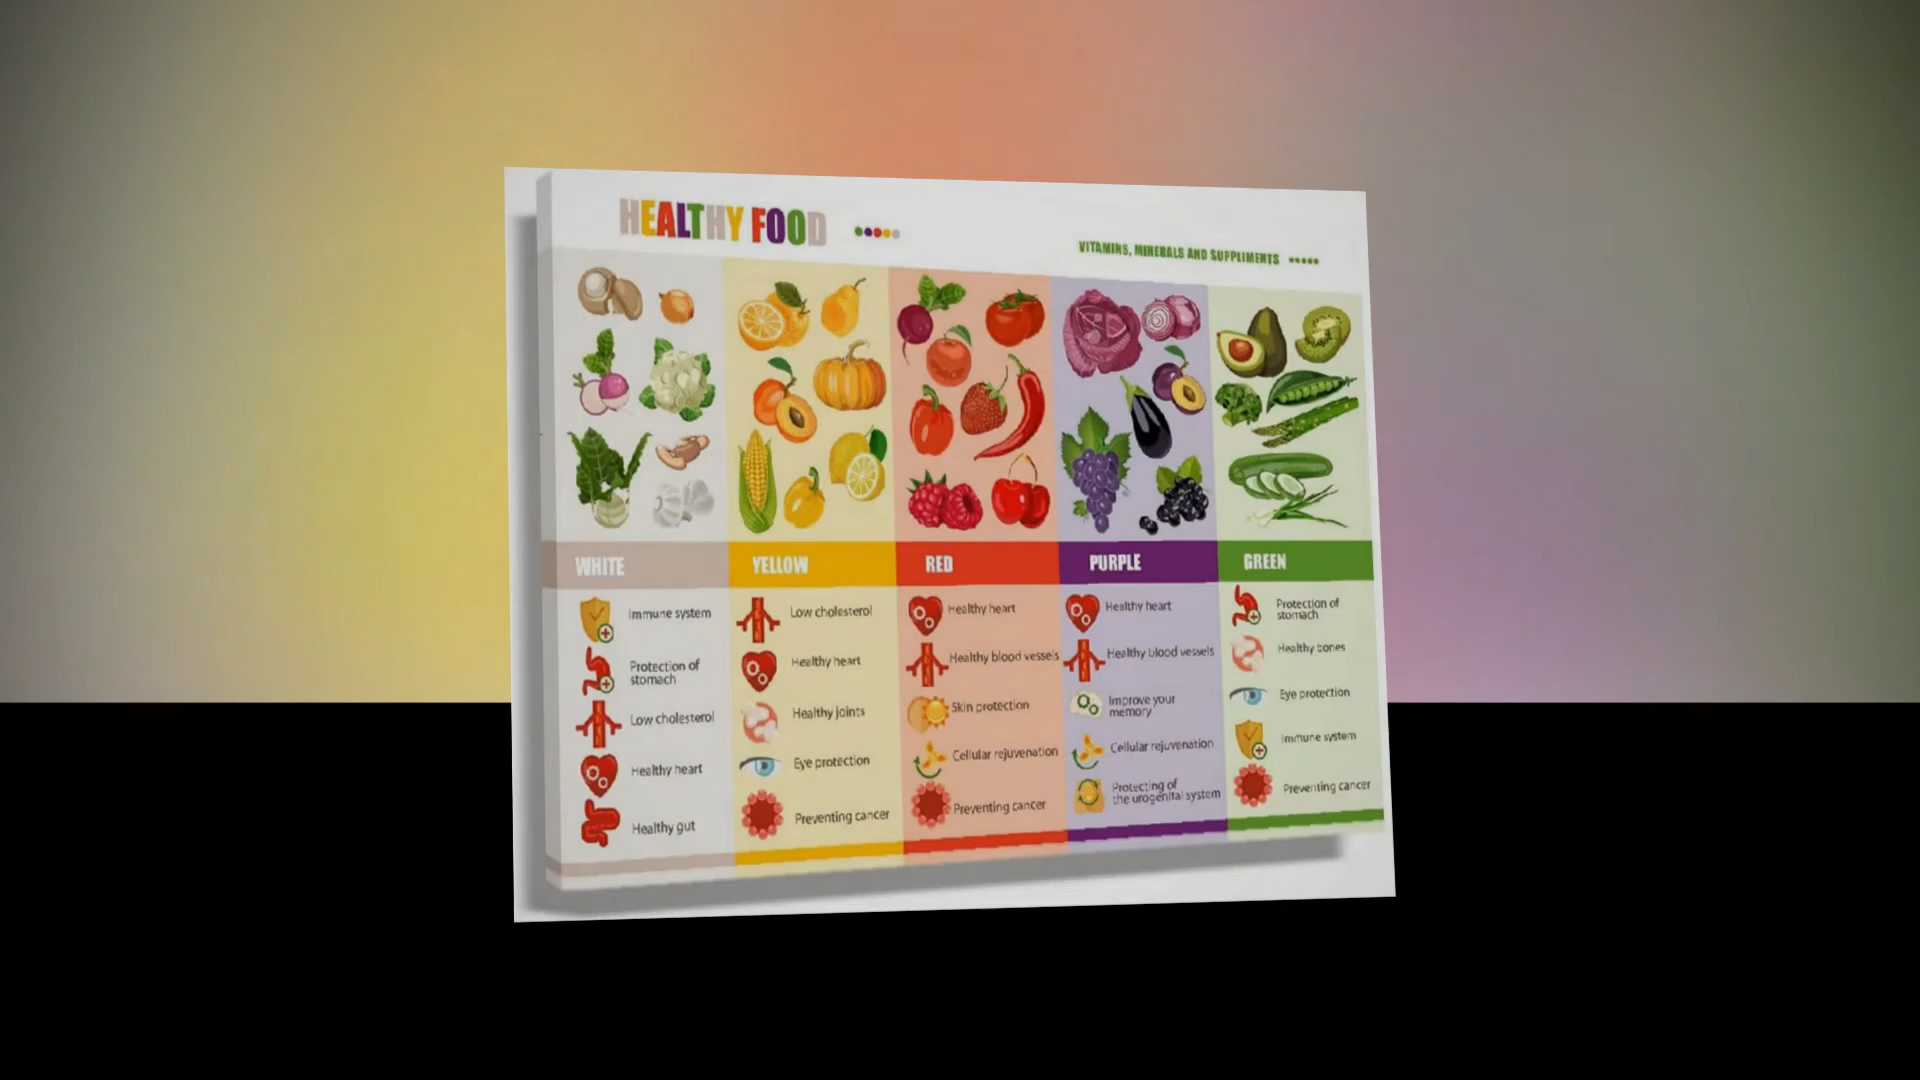 HEALTHY FOOD
VITAMINS, MINERALS AND SUPPLIMENTS
WHITE
Immune system
Protection of
stomach
Low cholesterol
Healthy heart
Healthy gut
YELLOW
Low cholesterol
Healthy heart
Healthy joints
Eye protection
Preventing cancer
RED
Healthy heart
Healthy blood vessels
Skin protection
Cellular rejuvenation
Preventing cancer
PURPLE
Healthy heart
Healthy blood vessels
Improve your
memory
Cellular rejuvenation
Protecting of
the urogenital system
GREEN
Protection of
stomach
Healthy bones
Eye protection
Immune system
Preventing cancer